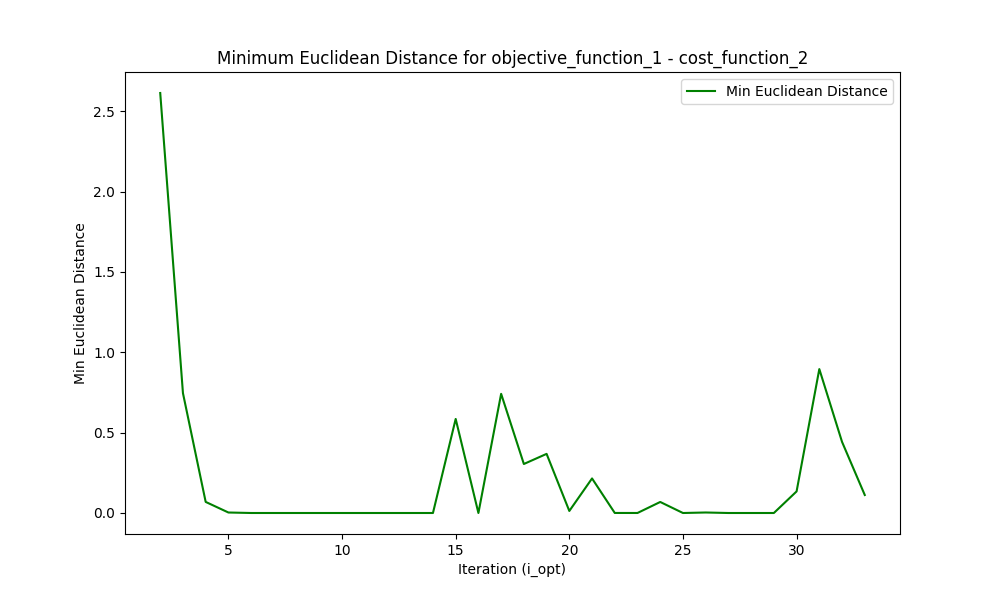 Minimum Euclidean Distance for objective_function_1 - cost_function_2
Min Euclidean Distance
2.5
2.0
1.5
1.0
0.5
0.0
Min Euclidean Distance
5 10 15 20 25 30
Iteration (i_opt)